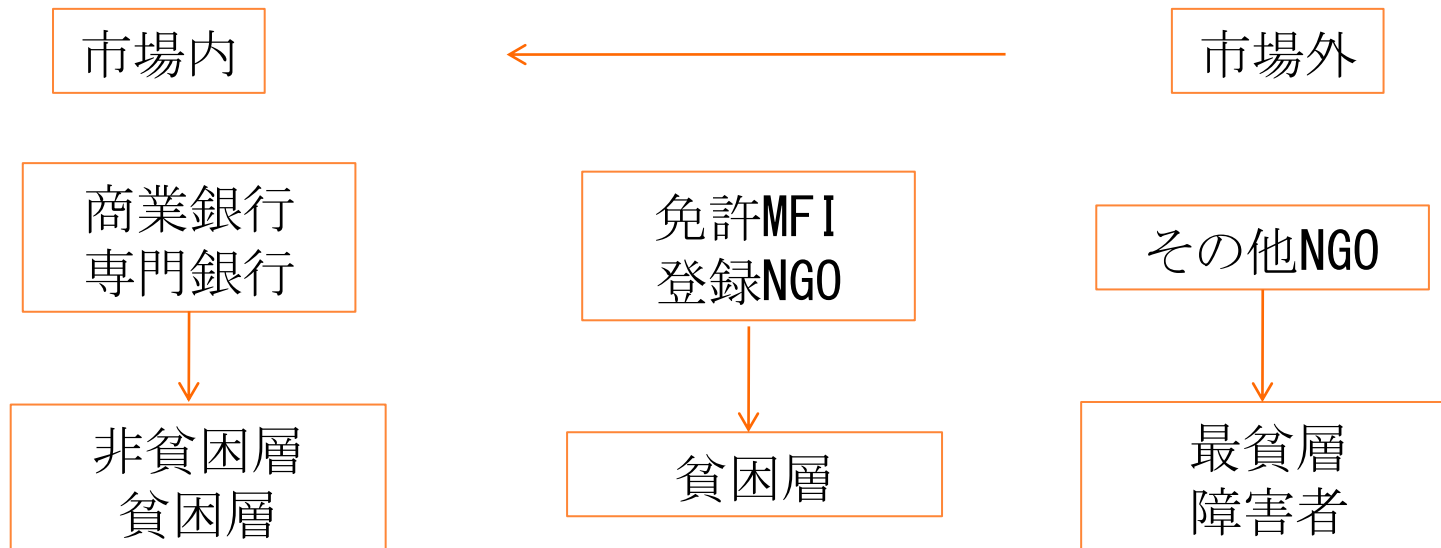 市場内
市場外
商業銀行
専門銀行
免許MFI
登録NGO
その他NGO
非貧困層
貧困層
貧困層
最貧層
障害者